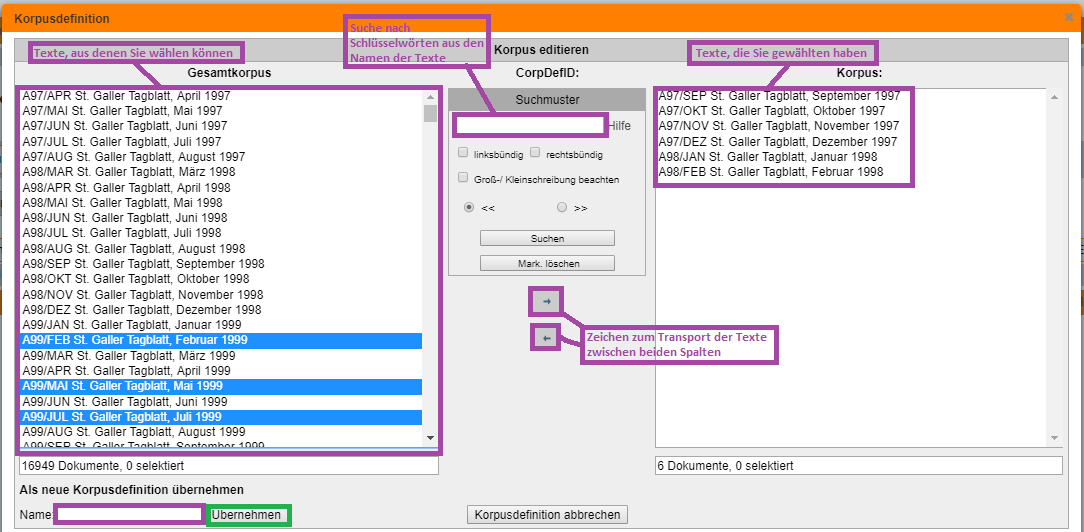 Korpusdefinition
Texte, aus denen Sie wählen können
Suche nach
Schlüsselwörten aus den
Namen der Texte
Korpus editieren
Texte, die Sie gewählten haben
Gesamtkorpus
CorpDefID:
Korpus:
A97/APR St. Galler Tagblatt, April 1997
A97/MAI St. Galler Tagblatt, Mai 1997
A97/JUN St. Galler Tagblatt, Juni 1997
A97/JUL St. Galler Tagblatt, Juli 1997
A97/AUG St. Galler Tagblatt, August 1997
A98/MAR St. Galler Tagblatt, März 1998
A98/APR St. Galler Tagblatt, April 1998
A98/MAI St. Galler Tagblatt, Mai 1998
A98/JUN St. Galler Tagblatt, Juni 1998
A98/JUL St. Galler Tagblatt, Juli 1998
A98/AUG St. Galler Tagblatt, August 1998
A98/SEP St. Galler Tagblatt, September 1998
A98/OKT St. Galler Tagblatt, Oktober 1998
A98/NOV St. Galler Tagblatt, November 1998
A98/DEZ St. Galler Tagblatt, Dezember 1998
A99/JAN St. Galler Tagblatt, Januar 1999
A99/FEB St. Galler Tagblatt, Februar 1999
A99/MAR St. Galler Tagblatt, März 1999
A99/APR St. Galler Tagblatt, April 1999
A99/MAI St. Galler Tagblatt, Mai 1999
A99/JUN St. Galler Tagblatt, Juni 1999
A99/JUL St. Galler Tagblatt, Juli 1999
A99/AUG St. Galler Tagblatt, August 1999
A99/SEP St. Galler Tagblatt, September 1999
16949 Dokumente, 0 selektiert
Suchmuster
Hilfe
linksbündig
rechtsbündig
Groß-/ Kleinschreibung beachten
<<
>>
Suchen
Mark. löschen
→
←
Zeichen zum Transport der Texte
zwischen beiden Spalten
A97/SEP St. Galler Tagblatt, September 1997
A97/OKT St. Galler Tagblatt, Oktober 1997
A97/NOV St. Galler Tagblatt, November 1997
A97/DEZ St. Galler Tagblatt, Dezember 1997
A98/JAN St. Galler Tagblatt, Januar 1998
A98/FEB St. Galler Tagblatt, Februar 1998
6 Dokumente, 0 selektiert
Als neue Korpusdefinition übernehmen
Name:
Übernehmen
Korpusdefinition abbrechen